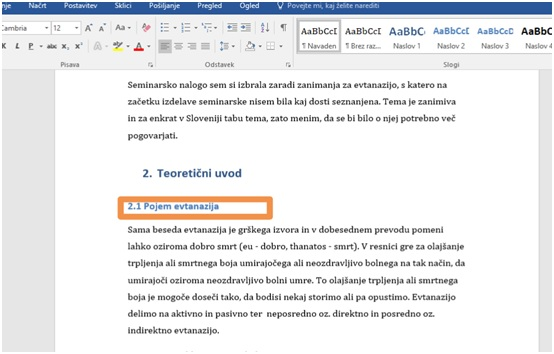 Načrt Postavitev Sklici Pošiljanje Pregled Ogled Povejte mi, kaj želite narediti
Cambria 12 A A Aa
AaBbCcI AaBbCcI AaBbC AaBbCcD AaBbCcD AaBbCc
¶ Navaden ¶ Brez raz... Naslov 1 Naslov 2 Naslov 3 Naslov 4
Pisava Odstavek Slogi
Seminarsko nalogo sem si izbrala zaradi zanimanja za evtanazijo, s katero na
začetku izdelave seminarske nisem bila kaj dosti seznanjena. Tema je zanimiva
in za enkrat v Sloveniji tabu tema, zato menim, da se bi bilo o njej potrebno več
pogovarjati.
2. Teoretični uvod
2.1 Pojem evtanazija
Sama beseda evtanazija je grškega izvora in v dobesednem prevodu pomeni
lahko oziroma dobro smrt (eu - dobro, thanatos - smrt). V resnici gre za olajšanje
trpljenja ali smrtnega boja umirajočega ali neozdravljivo bolnega na tak način, da
umirajoči oziroma neozdravljivo bolni umre. To olajšanje trpljenja ali smrtnega
boja je mogoče doseči tako, da bodisi nekaj storimo ali pa opustimo. Evtanazijo
delimo na aktivno in pasivno ter neposredno oz. direktno in posredno oz.
indirektno evtanazijo.